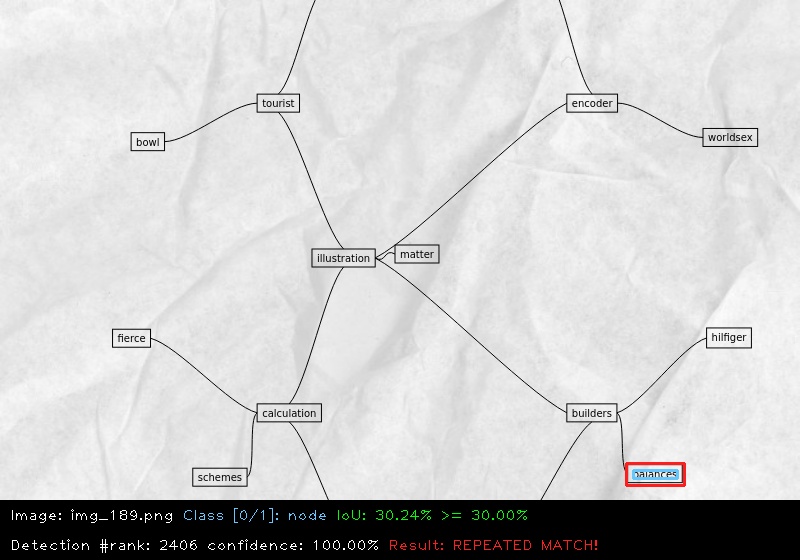 tourist
encoder
bowl
worldsex
illustration
matter
fierce
hilfiger
calculation
builders
schemes
balances
Image: img_189.png Class [0/1]: node IoU: 30.24% >= 30.00%
Detection #rank: 2406 confidence: 100.00% Result: REPEATED MATCH!